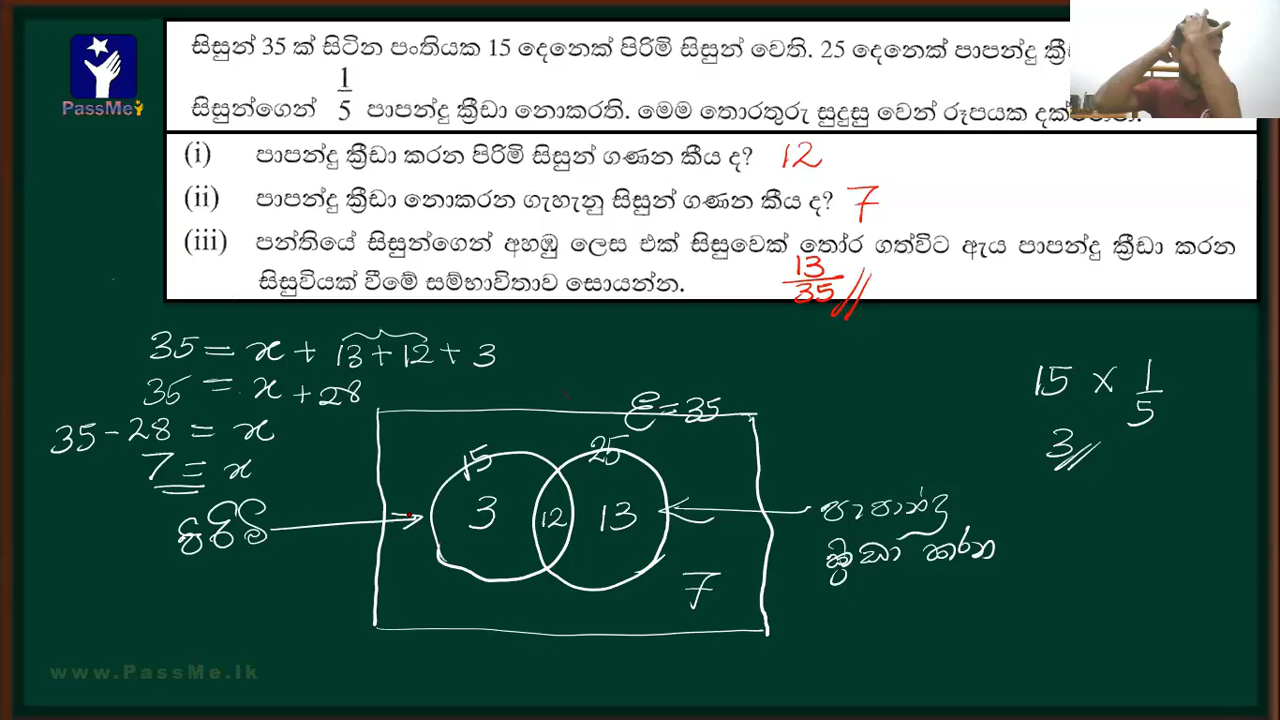 PassMe
සිසුන් 35 ක් සිටින පංතියක 15 දෙනෙක් පිරිමි සිසුන් වෙති. 25 දෙනෙක් පාපන්දු
සිසුන්ගෙන් 1/5 පාපන්දු ක්‍රීඩා නොකරති. මෙම තොරතුරු සුදුසු වෙන් රූපයක
(i) පාපන්දු ක්‍රීඩා කරන පිරිමි සිසුන් ගණන කීය ද? 12
(ii) පාපන්දු ක්‍රීඩා නොකරන ගැහැනු සිසුන් ගණන කීය ද? 7
(iii) පන්තියේ සිසුන්ගෙන් අහඹු ලෙස එක් සිසුවෙක් තෝර ගත්විට ඇය පාපන්දු ක්‍රීඩා කරන
සිසුවියක් වීමේ සම්භාවිතාව සොයන්න. 13/35
35 = x + 13 + 12 + 3
35 = x + 28
35 - 28 = x
7 = x
පිරිමි
ε = 35
15 25
3 12 13
7
පාපන්දු
ක්‍රීඩා කරන
15 × 1/5
3
www.PassMe.lk